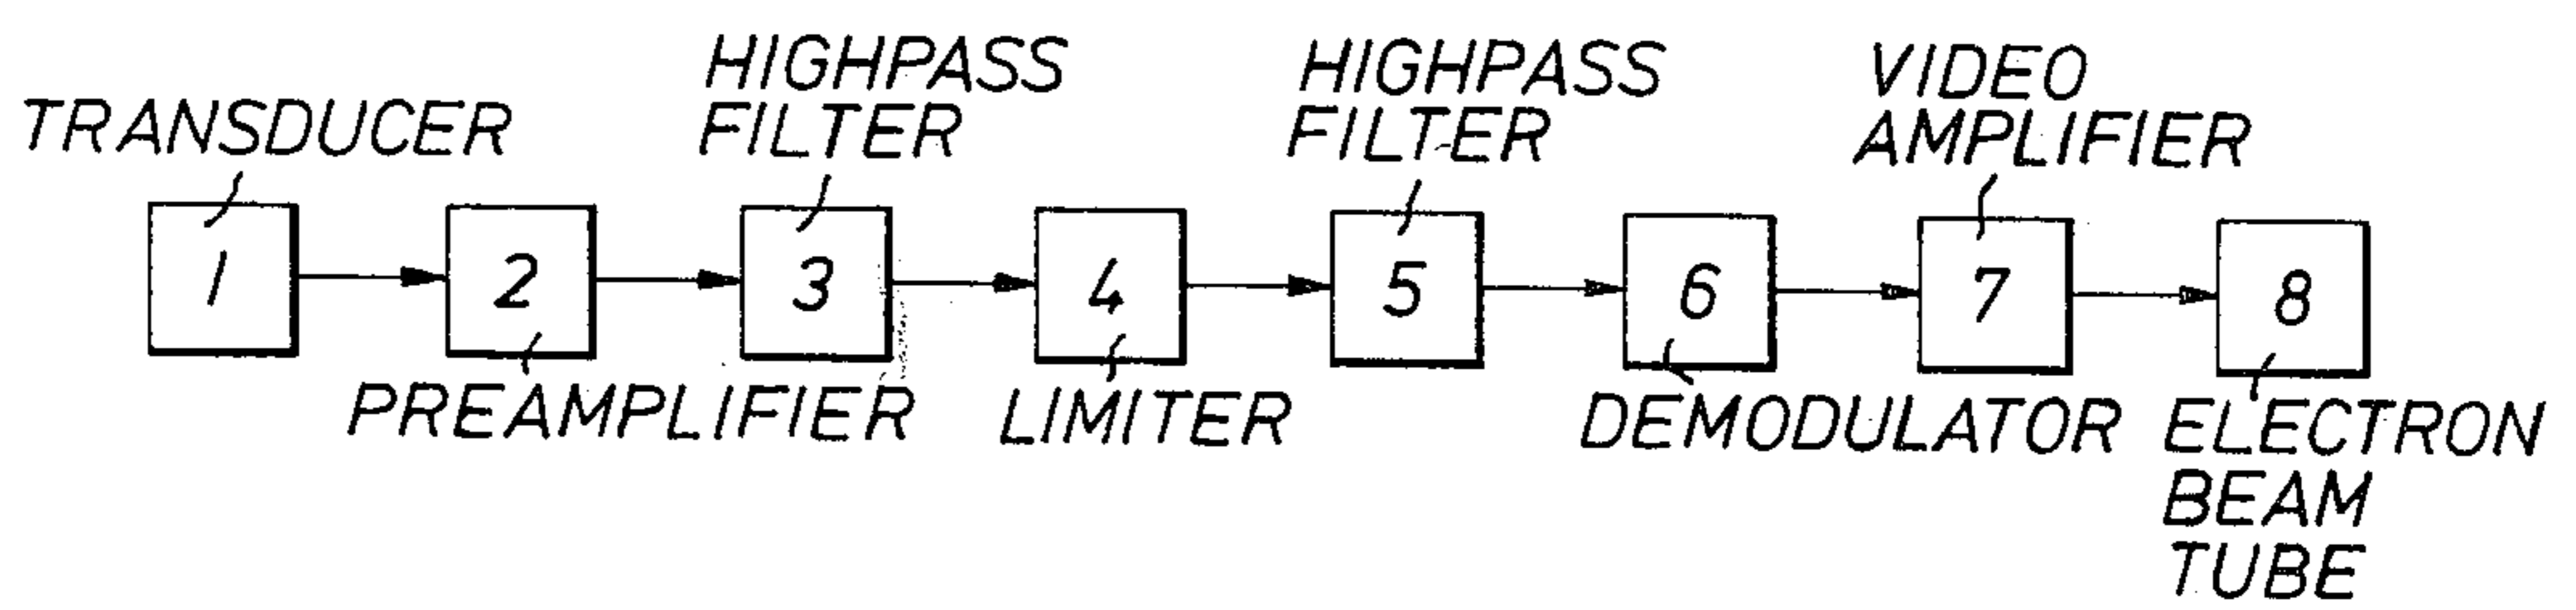 TRANSDUCER
1
2
PREAMPLIFIER
HIGHPASS
FILTER
3
4
LIMITER
HIGHPASS
FILTER
5
6
DEMODULATOR
VIDEO
AMPLIFIER
7
8
ELECTRON
BEAM
TUBE